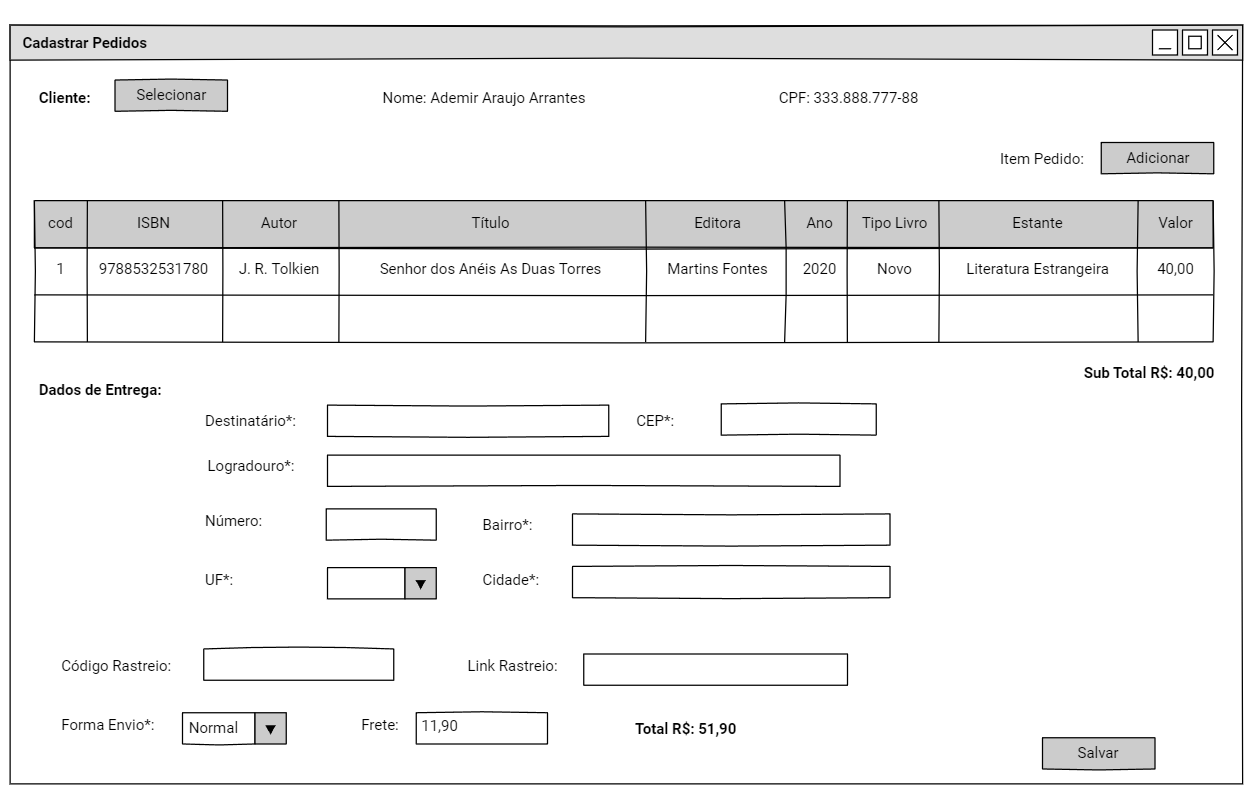 Cadastrar Pedidos
Cliente: Selecionar Nome: Ademir Araujo Arrantes CPF: 333.888.777-88
Item Pedido: Adicionar
cod ISBN Autor Título Editora Ano Tipo Livro Estante Valor
1 9788532531780 J. R. Tolkien Senhor dos Anéis As Duas Torres Martins Fontes 2020 Novo Literatura Estrangeira 40,00
Sub Total R$: 40,00
Dados de Entrega:
Destinatário*: CEP*:
Logradouro*:
Número: Bairro*:
UF*: Cidade*:
Código Rastreio: Link Rastreio:
Forma Envio*: Normal Frete: 11,90 Total R$: 51,90
Salvar